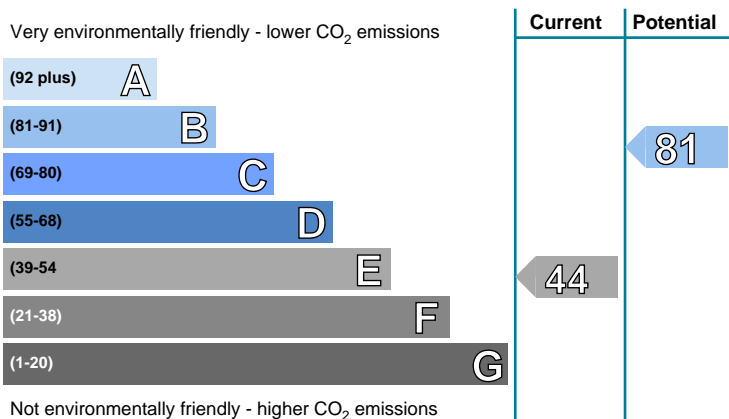 Very environmentally friendly - lower CO2 emissions
Current
Potential
(92 plus) A
(81-91) B
81
(69-80) C
(55-68) D
(39-54 E
44
(21-38) F
(1-20) G
Not environmentally friendly - higher CO2 emissions